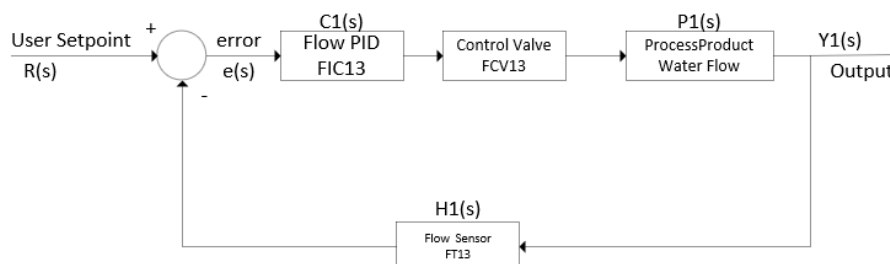 User Setpoint
R(s)
+
-
error
e(s)
C1(s)
Flow PID
FIC13
Control Valve
FCV13
P1(s)
ProcessProduct
Water Flow
Y1(s)
Output
H1(s)
Flow Sensor
FT13